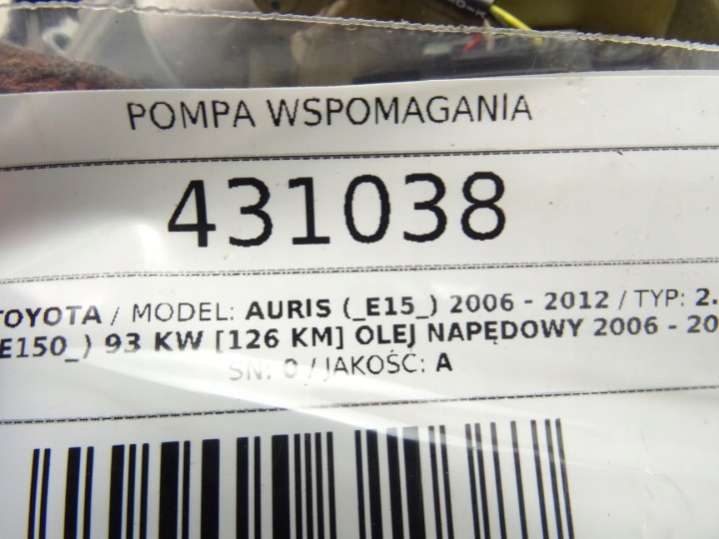 POMPA WSPOMAGANIA
431038
TOYOTA / MODEL: AURIS (_E15_) 2006 - 2012 / TYP: 2.
E150_) 93 KW [126 KM] OLEJ NAPĘDOWY 2006 - 20
SN: 0 / JAKOŚĆ: A